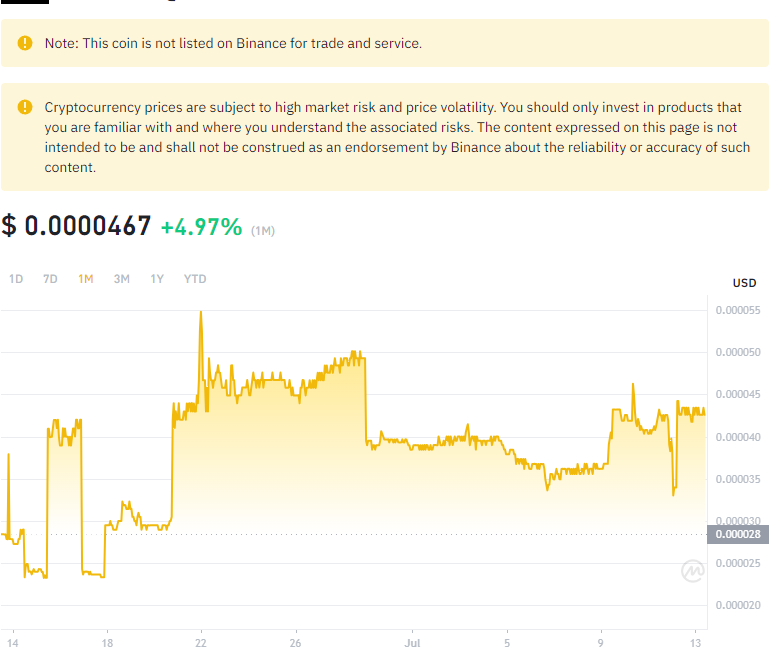 Note: This coin is not listed on Binance for trade and service.
Cryptocurrency prices are subject to high market risk and price volatility. You should only invest in products that
you are familiar with and where you understand the associated risks. The content expressed on this page is not
intended to be and shall not be construed as an endorsement by Binance about the reliability or accuracy of such
content.
$ 0.0000467 +4.97% (1M)
1D 7D 1M 3M 1Y YTD
USD
0.000055
0.000050
0.000045
0.000040
0.000035
0.000030
0.000028
0.000025
0.000020
14 18 22 26 Jul 5 9 13